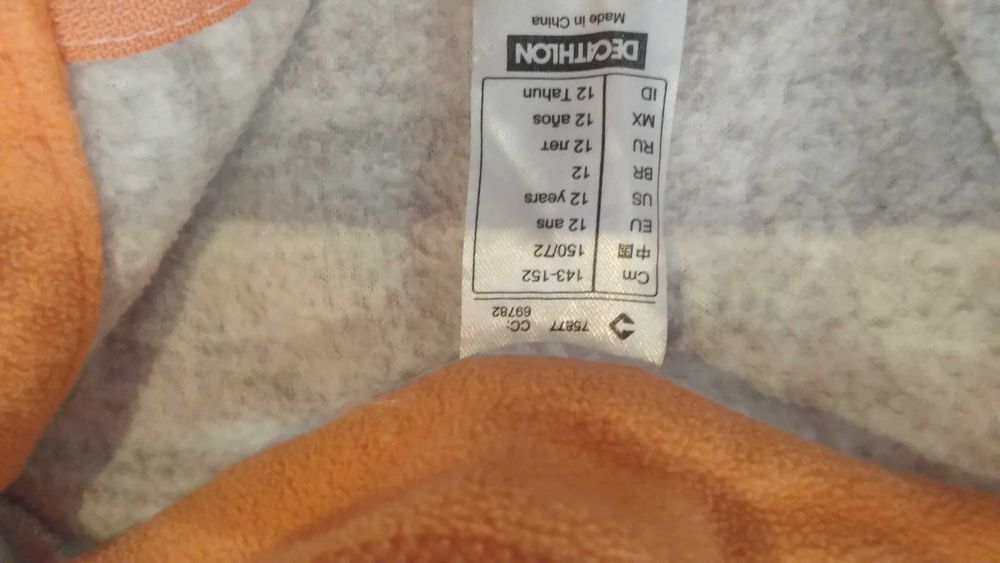 75877 CC:
69782
Cm 143-152
中国 150/72
EU 12 ans
US 12 years
BR 12
RU 12 лет
MX 12 años
ID 12 Tahun
DECATHLON
Made in China